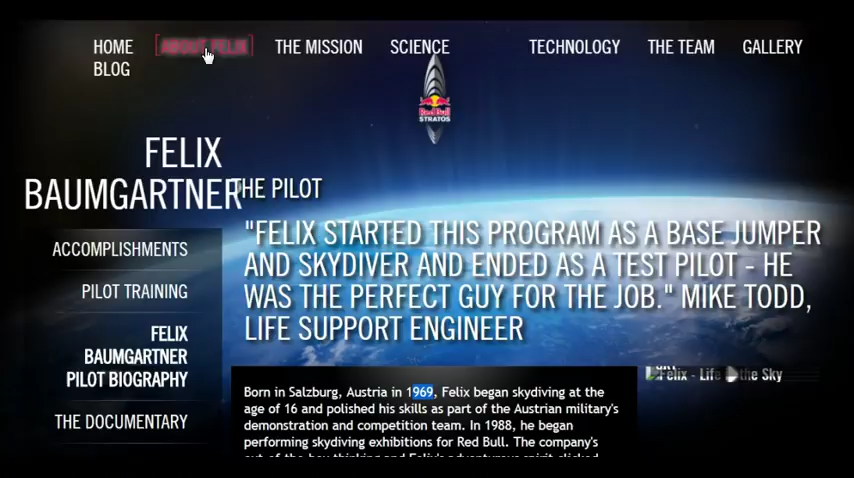 HOME ABOUT FELIX THE MISSION SCIENCE TECHNOLOGY THE TEAM GALLERY
BLOG
Red Bull
STRATOS
FELIX
BAUMGARTNER
THE PILOT
"FELIX STARTED THIS PROGRAM AS A BASE JUMPER
AND SKYDIVER AND ENDED AS A TEST PILOT - HE
WAS THE PERFECT GUY FOR THE JOB." MIKE TODD,
LIFE SUPPORT ENGINEER
ACCOMPLISHMENTS
PILOT TRAINING
FELIX
BAUMGARTNER
PILOT BIOGRAPHY
THE DOCUMENTARY
Born in Salzburg, Austria in 1969, Felix began skydiving at the
age of 16 and polished his skills as part of the Austrian military's
demonstration and competition team. In 1988, he began
performing skydiving exhibitions for Red Bull. The company's
Felix - Life the Sky